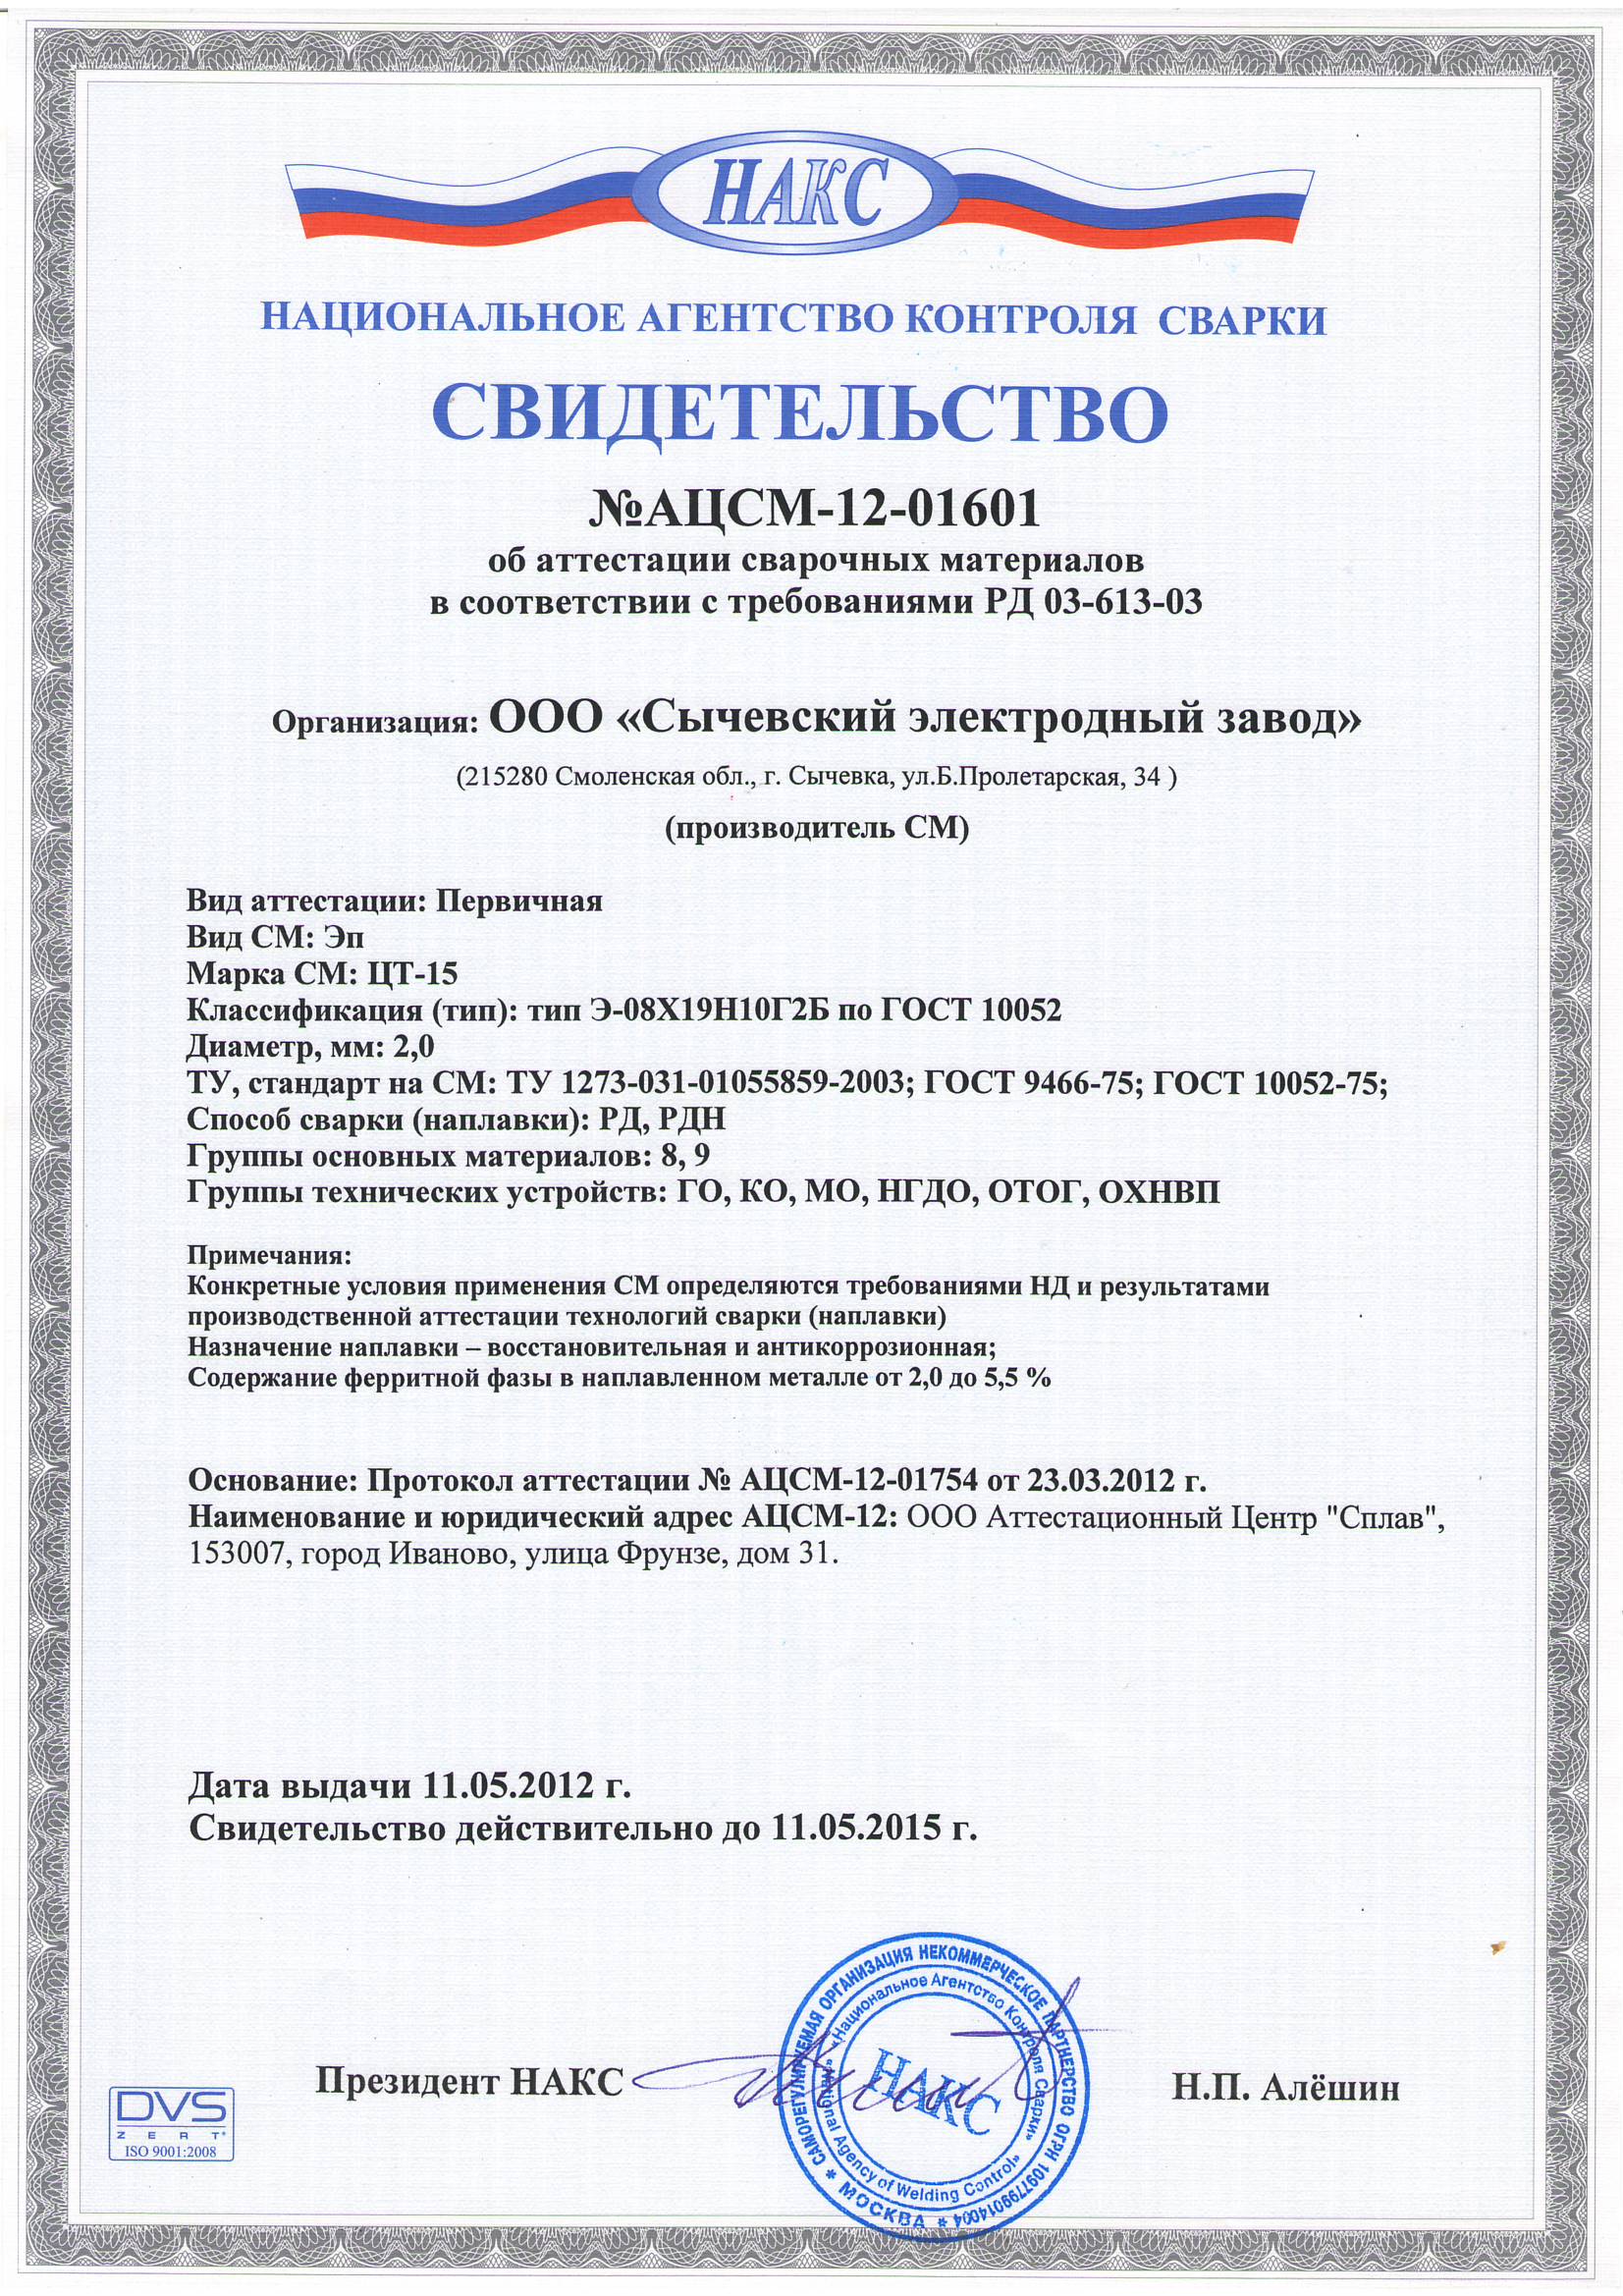 НАКС
НАЦИОНАЛЬНОЕ АГЕНТСТВО КОНТРОЛЯ СВАРКИ
СВИДЕТЕЛЬСТВО
№АЦСМ-12-01601
об аттестации сварочных материалов
в соответствии с требованиями РД 03-613-03
Организация: ООО «Сычевский электродный завод»
(215280 Смоленская обл., г. Сычевка, ул.Б.Пролетарская, 34 )
(производитель СМ)
Вид аттестации: Первичная
Вид СМ: Эп
Марка СМ: ЦТ-15
Классификация (тип): тип Э-08Х19Н10Г2Б по ГОСТ 10052
Диаметр, мм: 2,0
ТУ, стандарт на СМ: ТУ 1273-031-01055859-2003; ГОСТ 9466-75; ГОСТ 10052-75;
Способ сварки (наплавки): РД, РДН
Группы основных материалов: 8, 9
Группы технических устройств: ГО, КО, МО, НГДО, ОТОГ, ОХНВП
Примечания:
Конкретные условия применения СМ определяются требованиями НД и результатами
производственной аттестации технологий сварки (наплавки)
Назначение наплавки – восстановительная и антикоррозионная;
Содержание ферритной фазы в наплавленном металле от 2,0 до 5,5 %
Основание: Протокол аттестации № АЦСМ-12-01754 от 23.03.2012 г.
Наименование и юридический адрес АЦСМ-12: ООО Аттестационный Центр "Сплав",
153007, город Иваново, улица Фрунзе, дом 31.
Дата выдачи 11.05.2012 г.
Свидетельство действительно до 11.05.2015 г.
САМОРЕГУЛИРУЕМАЯ ОРГАНИЗАЦИЯ НЕКОММЕРЧЕСКОЕ ПАРТНЕРСТВО ОГРН 1097799014004
* МОСКВА *
«Национальное Агентство Контроля Сварки»
«National Agency of Welding Control»
НАКС
Президент НАКС
Н.П. Алёшин
DVS
ZERT®
ISO 9001:2008